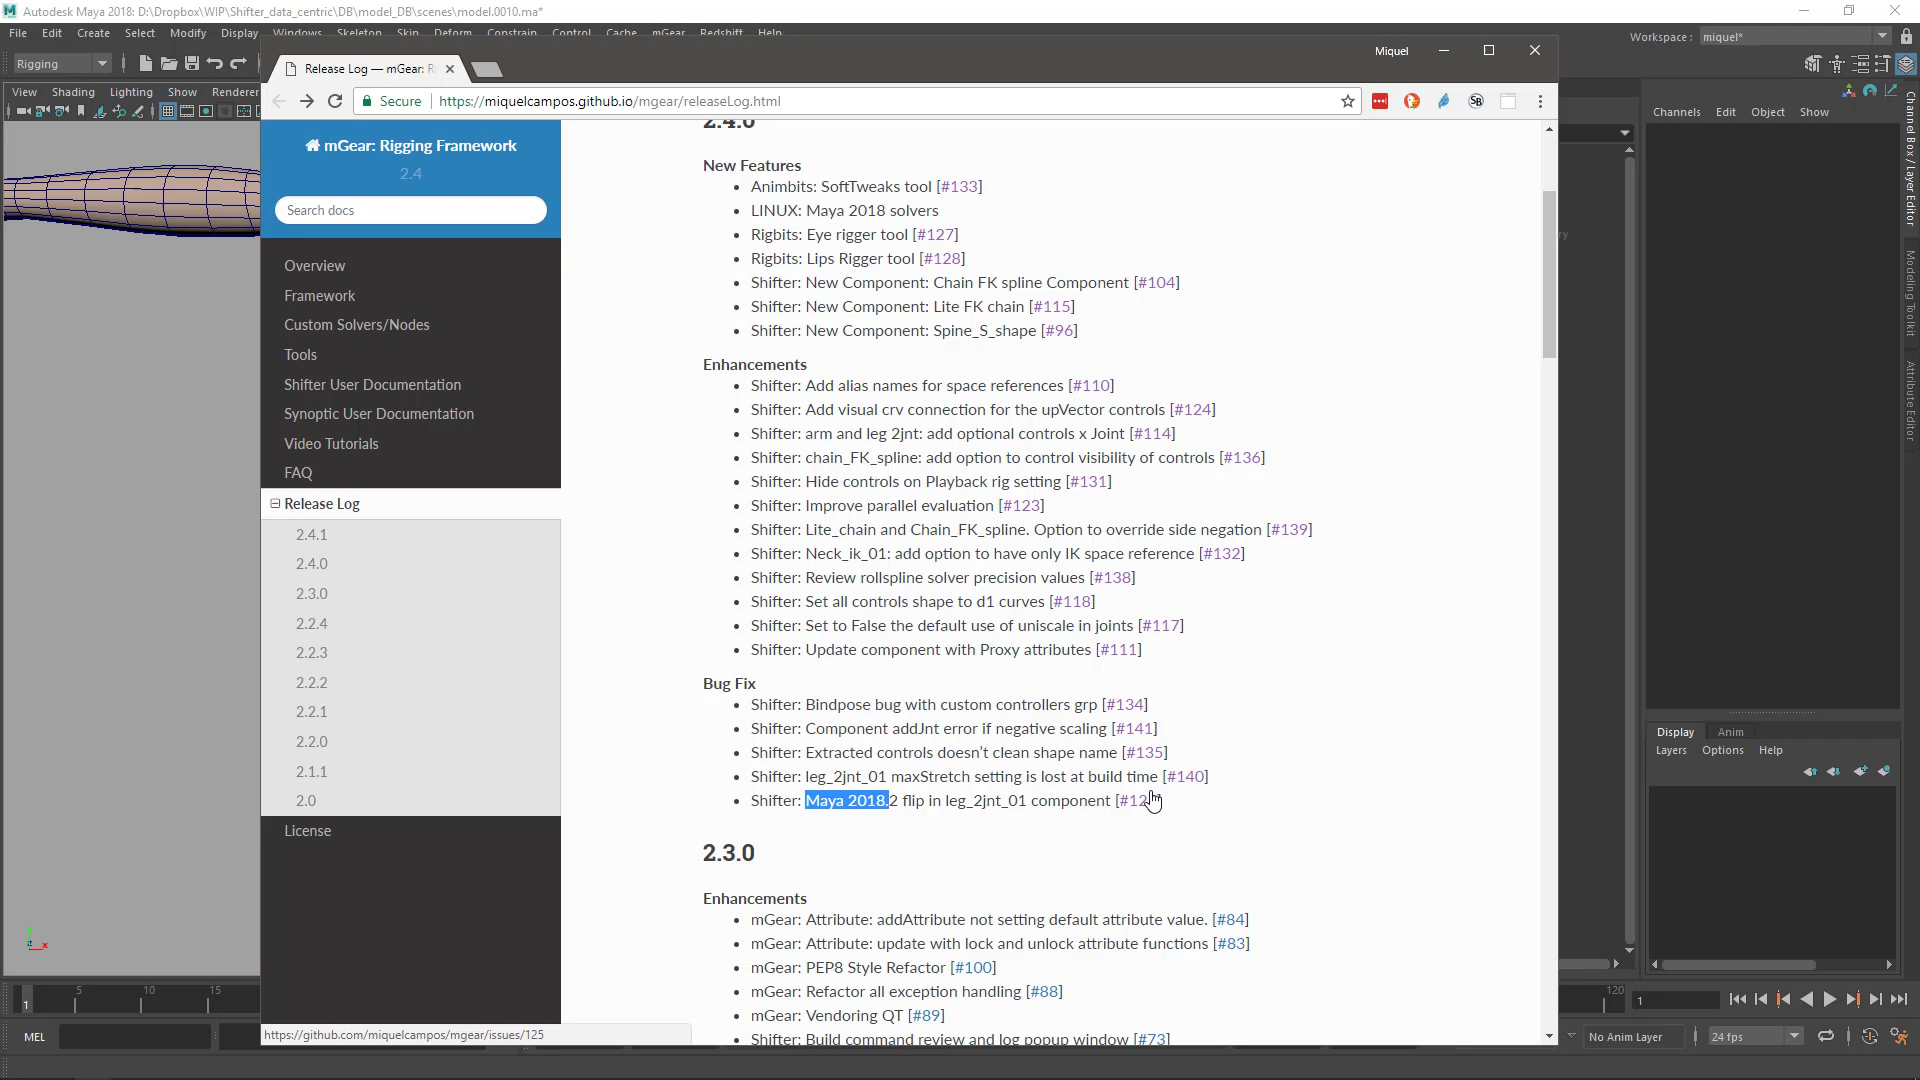 Autodesk Maya 2018: D:\Dropbox\WIP\Shifter_data_centric\DB\model_DB\scenes\model.0010.ma*
File Edit Create Select Modify Display Windows Skeleton Skin Deform Constrain Control Cache mGear Redshift Help
Workspace : miquel*
Miquel
Rigging
Release Log — mGear: R
View Shading Lighting Show Renderer
Secure https://miquelcampos.github.io/mgear/releaseLog.html
Channels Edit Object Show
Channel Box / Layer Editor
Modeling Toolkit
Attribute Editor
mGear: Rigging Framework
2.4
Search docs
Overview
Framework
Custom Solvers/Nodes
Tools
Shifter User Documentation
Synoptic User Documentation
Video Tutorials
FAQ
Release Log
2.4.1
2.4.0
2.3.0
2.2.4
2.2.3
2.2.2
2.2.1
2.2.0
2.1.1
2.0
License
2.4.0
New Features
• Animbits: SoftTweaks tool [#133]
• LINUX: Maya 2018 solvers
• Rigbits: Eye rigger tool [#127]
• Rigbits: Lips Rigger tool [#128]
• Shifter: New Component: Chain FK spline Component [#104]
• Shifter: New Component: Lite FK chain [#115]
• Shifter: New Component: Spine_S_shape [#96]
Enhancements
• Shifter: Add alias names for space references [#110]
• Shifter: Add visual crv connection for the upVector controls [#124]
• Shifter: arm and leg 2jnt: add optional controls x Joint [#114]
• Shifter: chain_FK_spline: add option to control visibility of controls [#136]
• Shifter: Hide controls on Playback rig setting [#131]
• Shifter: Improve parallel evaluation [#123]
• Shifter: Lite_chain and Chain_FK_spline. Option to override side negation [#139]
• Shifter: Neck_ik_01: add option to have only IK space reference [#132]
• Shifter: Review rollspline solver precision values [#138]
• Shifter: Set all controls shape to d1 curves [#118]
• Shifter: Set to False the default use of uniscale in joints [#117]
• Shifter: Update component with Proxy attributes [#111]
Bug Fix
• Shifter: Bindpose bug with custom controllers grp [#134]
• Shifter: Component addJnt error if negative scaling [#141]
• Shifter: Extracted controls doesn't clean shape name [#135]
• Shifter: leg_2jnt_01 maxStretch setting is lost at build time [#140]
• Shifter: Maya 2018.2 flip in leg_2jnt_01 component [#12
2.3.0
Enhancements
• mGear: Attribute: addAttribute not setting default attribute value. [#84]
• mGear: Attribute: update with lock and unlock attribute functions [#83]
• mGear: PEP8 Style Refactor [#100]
• mGear: Refactor all exception handling [#88]
• mGear: Vendoring QT [#89]
• Shifter: Build command review and log popup window [#73]
Display Anim
Layers Options Help
1 5 10 15 120 1
MEL
https://github.com/miquelcampos/mgear/issues/125
No Anim Layer 24 fps